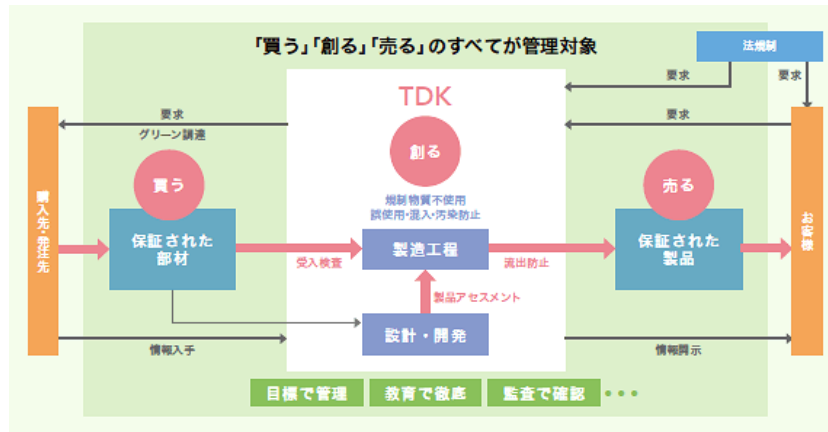 「買う」「創る」「売る」のすべてが管理対象
法規制
要求
要求
TDK
要求
グリーン調達
要求
創る
買う
売る
購入先・発注先
お客様
規制物質不使用
誤使用・混入・汚染防止
保証された
部材
製造工程
保証された
製品
受入検査
流出防止
製品アセスメント
設計・開発
情報入手
情報開示
目標で管理
教育で徹底
監査で確認
•••